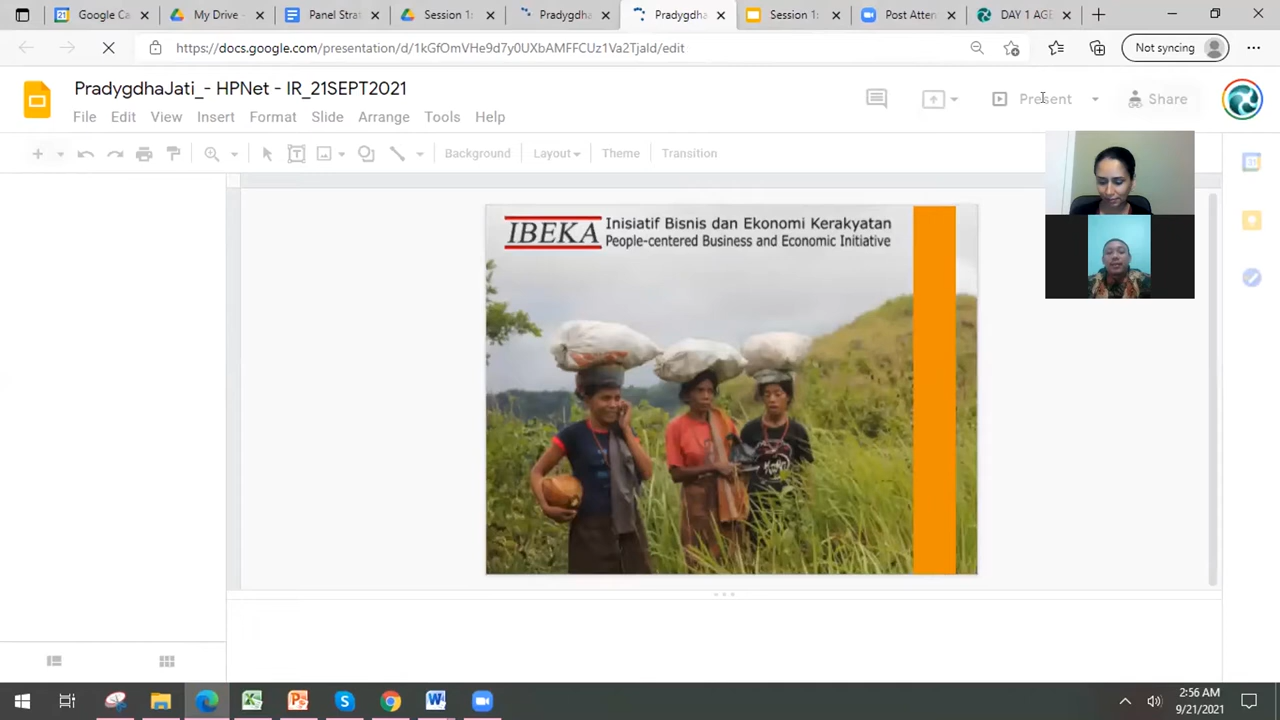 Google Ca
My Drive -
Panel Strat
Session 1:
Pradygdha
Pradygdha
Session 1:
Post Atten
DAY 1 AGE
https://docs.google.com/presentation/d/1kGfOmVHe9d7y0UXbAMFFCUz1Va2Tjald/edit
Not syncing
PradygdhaJati_- HPNet - IR_21SEPT2021
Present
Share
File Edit View Insert Format Slide Arrange Tools Help
Background Layout Theme Transition
IBEKA
Inisiatif Bisnis dan Ekonomi Kerakyatan
People-centered Business and Economic Initiative
2:56 AM
9/21/2021